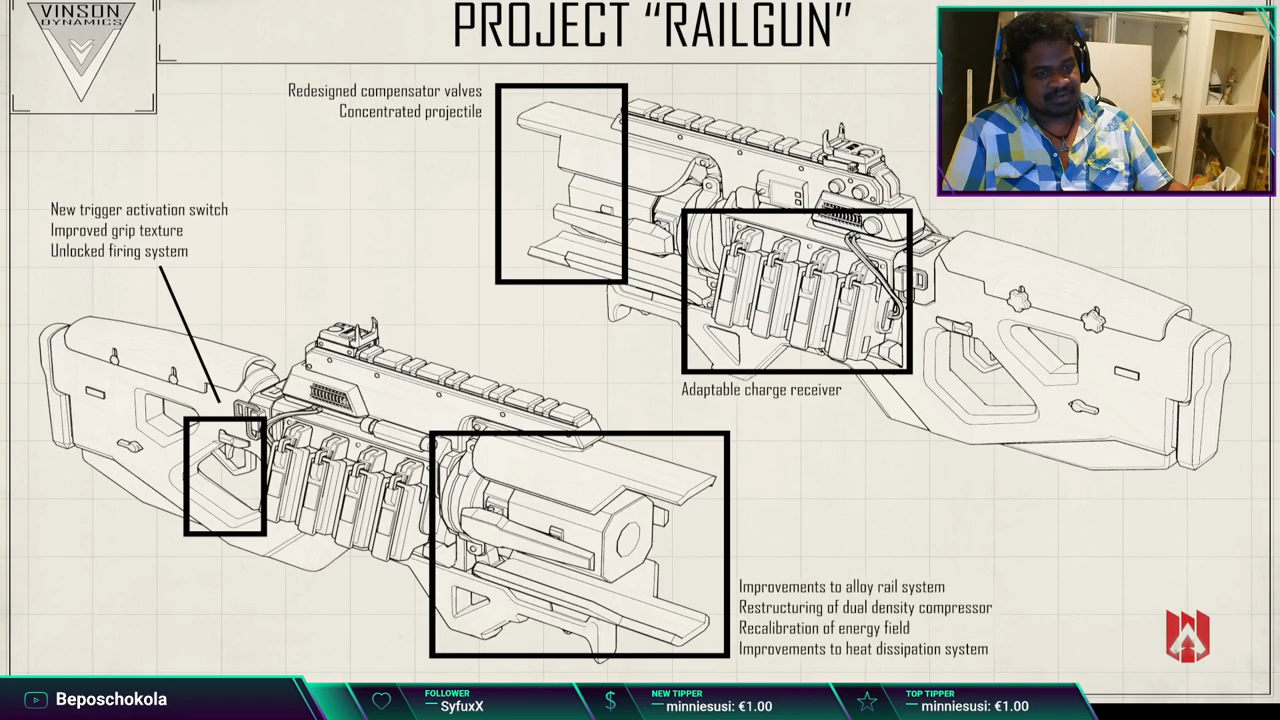 VINSON
DYNAMICS
PROJECT "RAILGUN"
Redesigned compensator valves
Concentrated projectile
New trigger activation switch
Improved grip texture
Unlocked firing system
Adaptable charge receiver
Improvements to alloy rail system
Restructuring of dual density compressor
Recalibration of energy field
Improvements to heat dissipation system
Beposchokola
FOLLOWER
SyfuxX
NEW TIPPER
minniesusi: €1.00
TOP TIPPER
minniesusi: €1.00